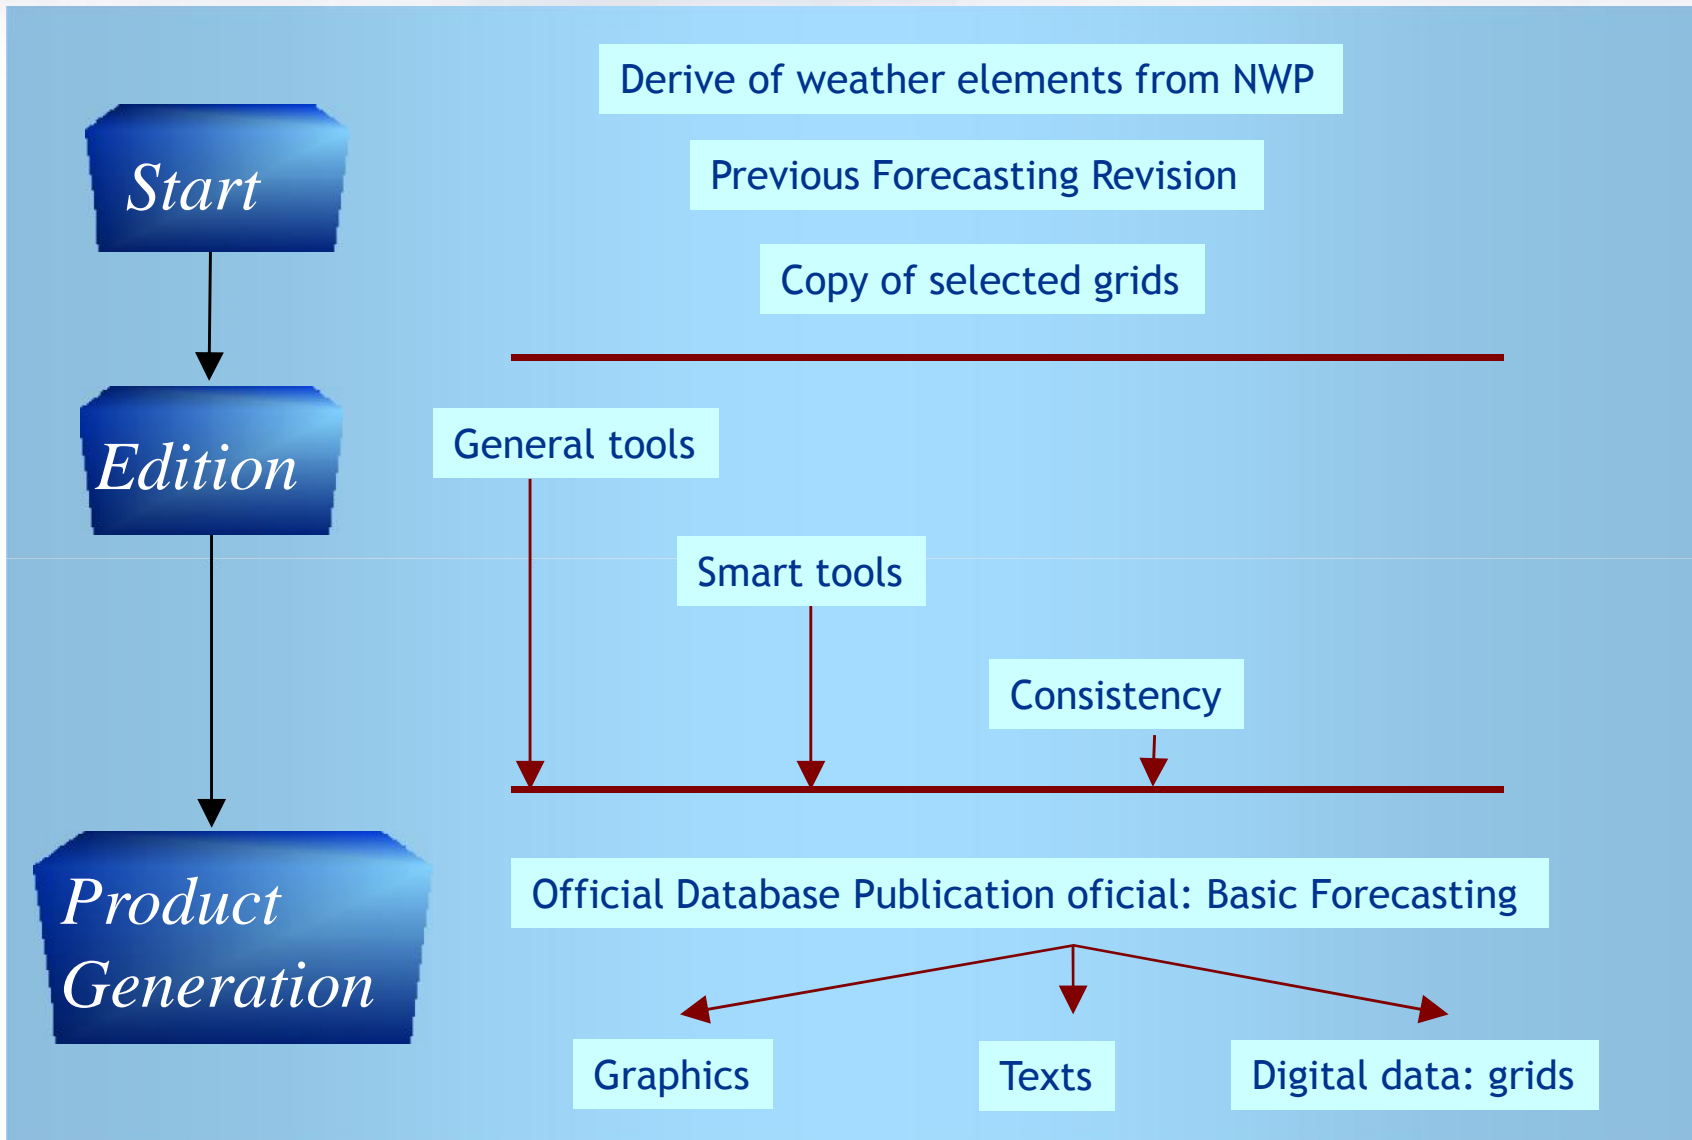 Derive of weather elements from NWP
Start
Previous Forecasting Revision
Copy of selected grids
Edition
General tools
Smart tools
Consistency
Product
Generation
Official Database Publication oficial: Basic Forecasting
Graphics
Texts
Digital data: grids